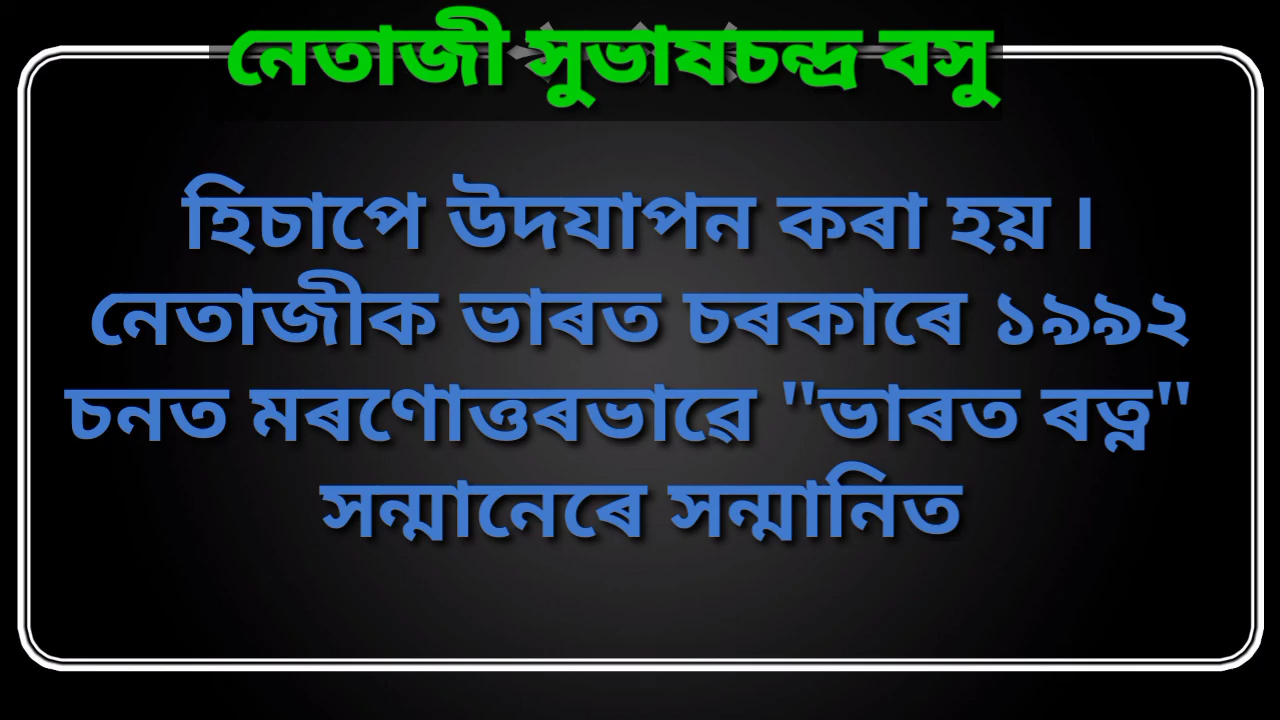 নেতাজী সুভাষচন্দ্ৰ বসু
হিচাপে উদযাপন কৰা হয় ।
নেতাজীক ভাৰত চৰকাৰে ১৯৯২
চনত মৰণোত্তৰভাৱে "ভাৰত ৰত্ন"
সন্মানেৰে সন্মানিত